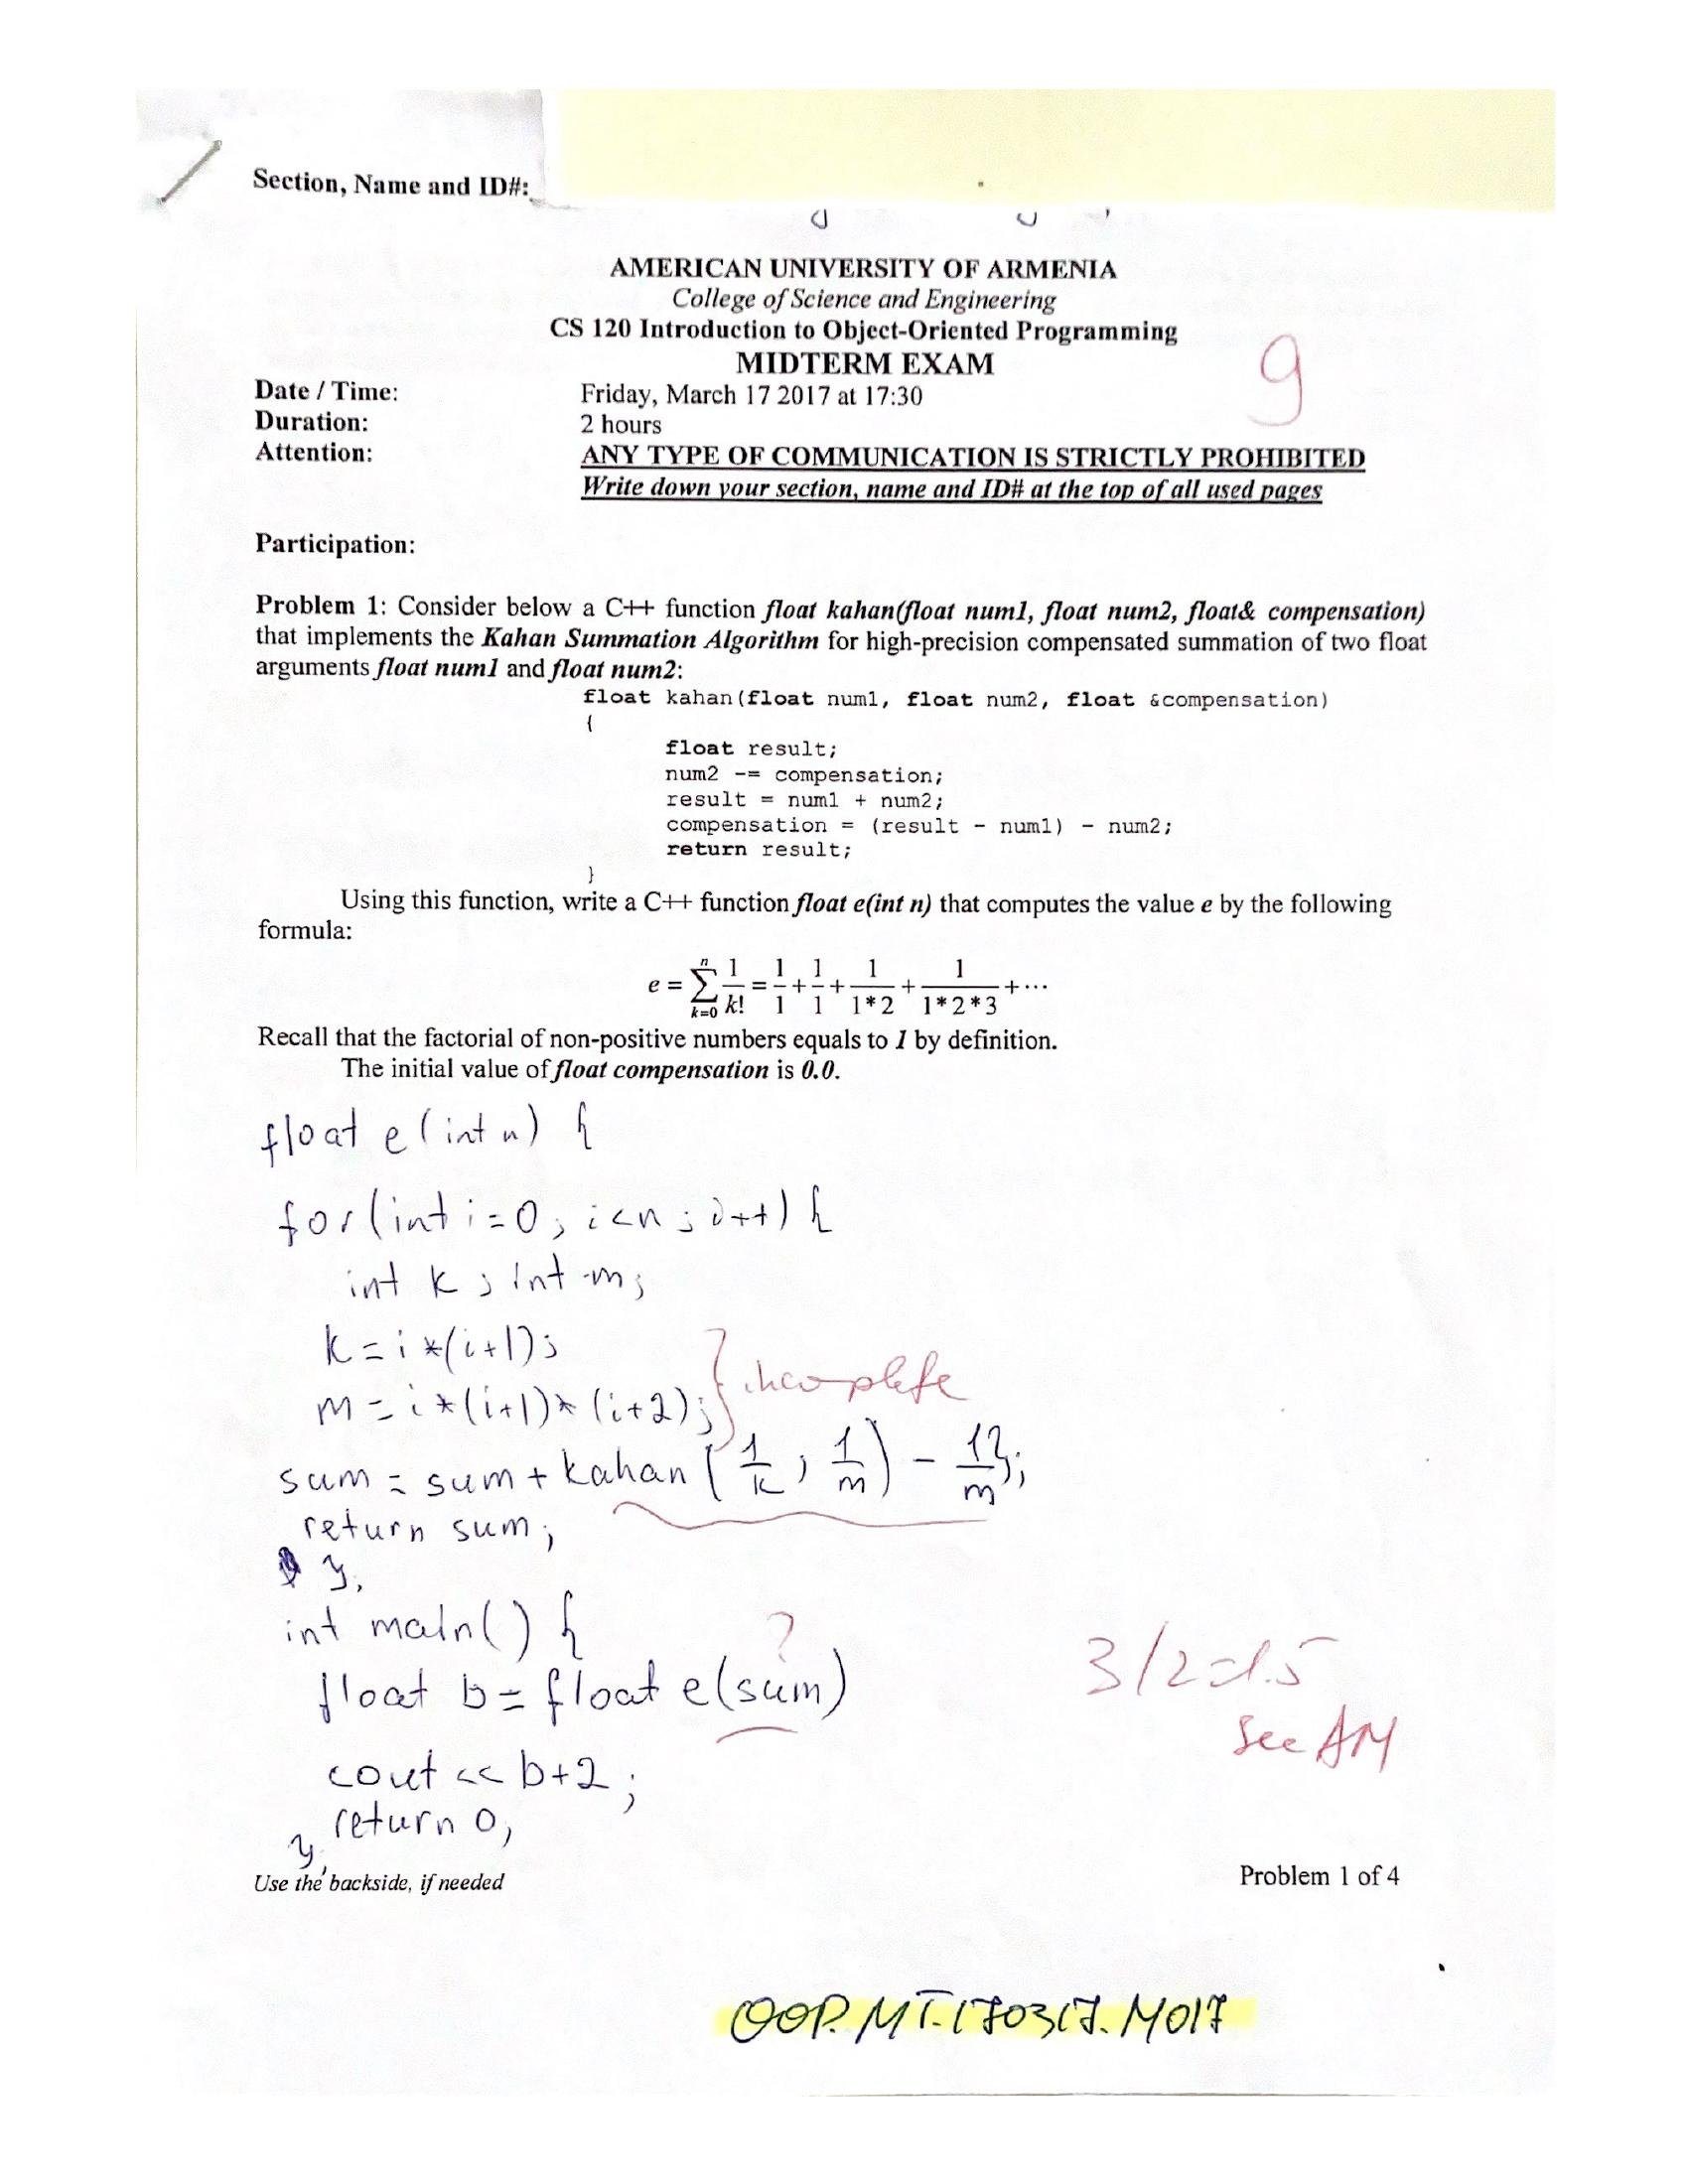 Section, Name and ID#:
AMERICAN UNIVERSITY OF ARMENIA
College of Science and Engineering
CS 120 Introduction to Object-Oriented Programming
MIDTERM EXAM
9
Date / Time: Friday, March 17 2017 at 17:30
Duration: 2 hours
Attention: ANY TYPE OF COMMUNICATION IS STRICTLY PROHIBITED
Write down your section, name and ID# at the top of all used pages
Participation:
Problem 1: Consider below a C++ function float kahan(float num1, float num2, float& compensation)
that implements the Kahan Summation Algorithm for high-precision compensated summation of two float
arguments float num1 and float num2:
float kahan(float num1, float num2, float &compensation)
{
float result;
num2 -= compensation;
result = num1 + num2;
compensation = (result - num1) - num2;
return result;
}
Using this function, write a C++ function float e(int n) that computes the value e by the following
formula:
e = ∑_{k=0}^{n} 1/k! = 1/1 + 1/1 + 1/(1*2) + 1/(1*2*3) + ···
Recall that the factorial of non-positive numbers equals to 1 by definition.
The initial value of float compensation is 0.0.
float e(int n) {
for(int i=0; i<n; i++) {
int k; int m;
k=i*(i+1);
m=i*(i+1)*(i+2); } incomplete
sum = sum + kahan(1/k, 1/m) - 1/m};
return sum;
},
int main() {
?
float b= float e(sum)
3/2=1.5
see AM
cout << b+2;
return 0;
},
Use the backside, if needed
Problem 1 of 4
OOP.MT.170317.M017